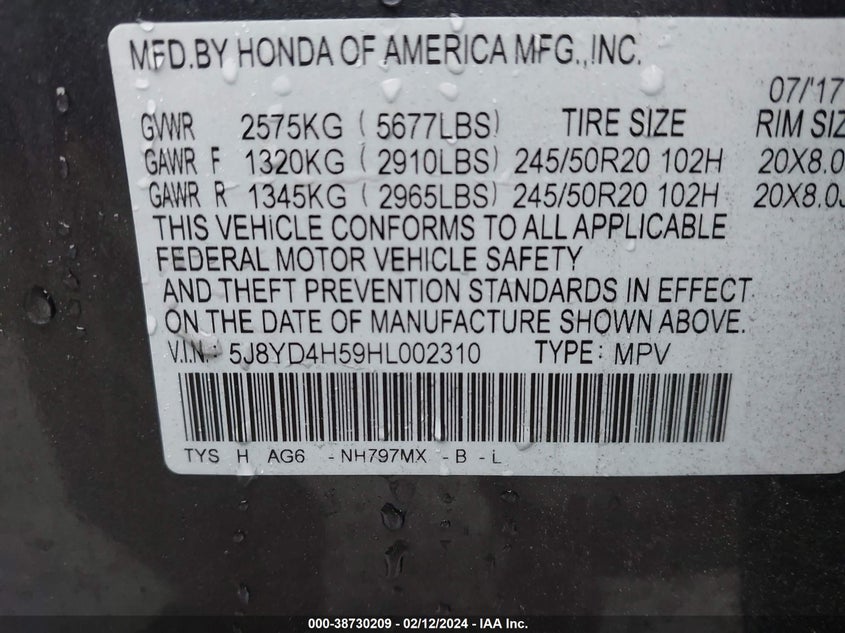 MFD.BY HONDA OF AMERICA MFG.,INC.
07/'17
GVWR 2575KG ( 5677LBS) TIRE SIZE RIM SIZ
GAWR F 1320KG ( 2910LBS) 245/50R20 102H 20X8.0
GAWR R 1345KG ( 2965LBS) 245/50R20 102H 20X8.0J
THIS VEHICLE CONFORMS TO ALL APPLICABLE
FEDERAL MOTOR VEHICLE SAFETY
AND THEFT PREVENTION STANDARDS IN EFFECT
ON THE DATE OF MANUFACTURE SHOWN ABOVE.
V.I.N.: 5J8YD4H59HL002310 TYPE: MPV
TYS H AG6 -NH797MX -B -L
000-38730209 - 02/12/2024 - IAA Inc.